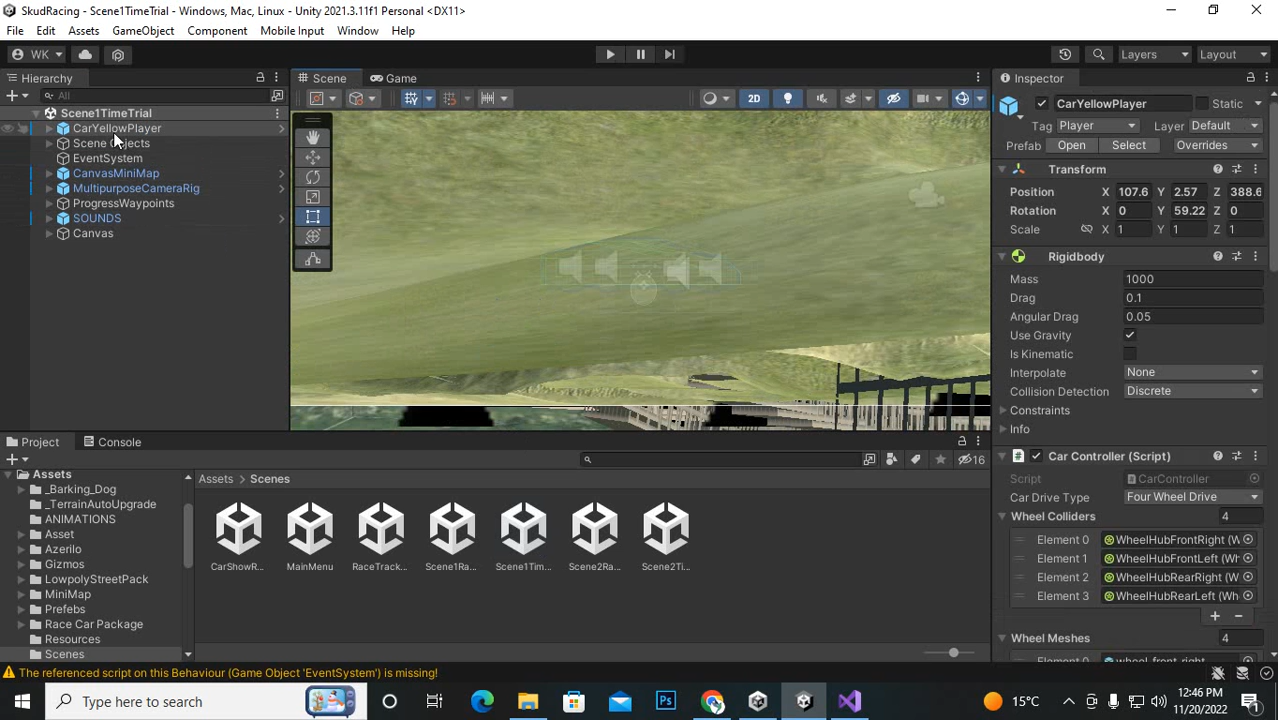 SkudRacing - Scene1TimeTrial - Windows, Mac, Linux - Unity 2021.3.11f1 Personal <DX11>
File Edit Assets GameObject Component Mobile Input Window Help
WK Layers Layout
Hierarchy Scene Game Inspector
All 2D CarYellowPlayer Static
Scene1TimeTrial
Tag Player Layer Default
CarYellowPlayer
Prefab Open Select Overrides
Scene Objects
EventSystem
Transform
CanvasMiniMap
MultipurposeCameraRig
Position X 107.6 Y 2.57 Z 388.6
ProgressWaypoints
Rotation X 0 Y 59.22 Z 0
SOUNDS
Scale X 1 Y 1 Z 1
Canvas
Rigidbody
Mass 1000
Drag 0.1
Angular Drag 0.05
Use Gravity
Is Kinematic
Interpolate None
Collision Detection Discrete
Constraints
Info
Project Console
Car Controller (Script)
16
Script CarController
Car Drive Type Four Wheel Drive
Wheel Colliders 4
Element 0 WheelHubFrontRight (W
Element 1 WheelHubFrontLeft (Wh
Element 2 WheelHubRearRight (Wh
Element 3 WheelHubRearLeft (Whe
Wheel Meshes 4
Assets
_Barking_Dog
_TerrainAutoUpgrade
ANIMATIONS
Asset
Azerilo
Gizmos
LowpolyStreetPack
MiniMap
Prefebs
Race Car Package
Resources
Scenes
Assets > Scenes
CarShowR... MainMenu RaceTrack... Scene1Ra... Scene1Tim... Scene2Ra... Scene2Ti...
The referenced script on this Behaviour (Game Object 'EventSystem') is missing!
Type here to search
15°C
12:46 PM
11/20/2022